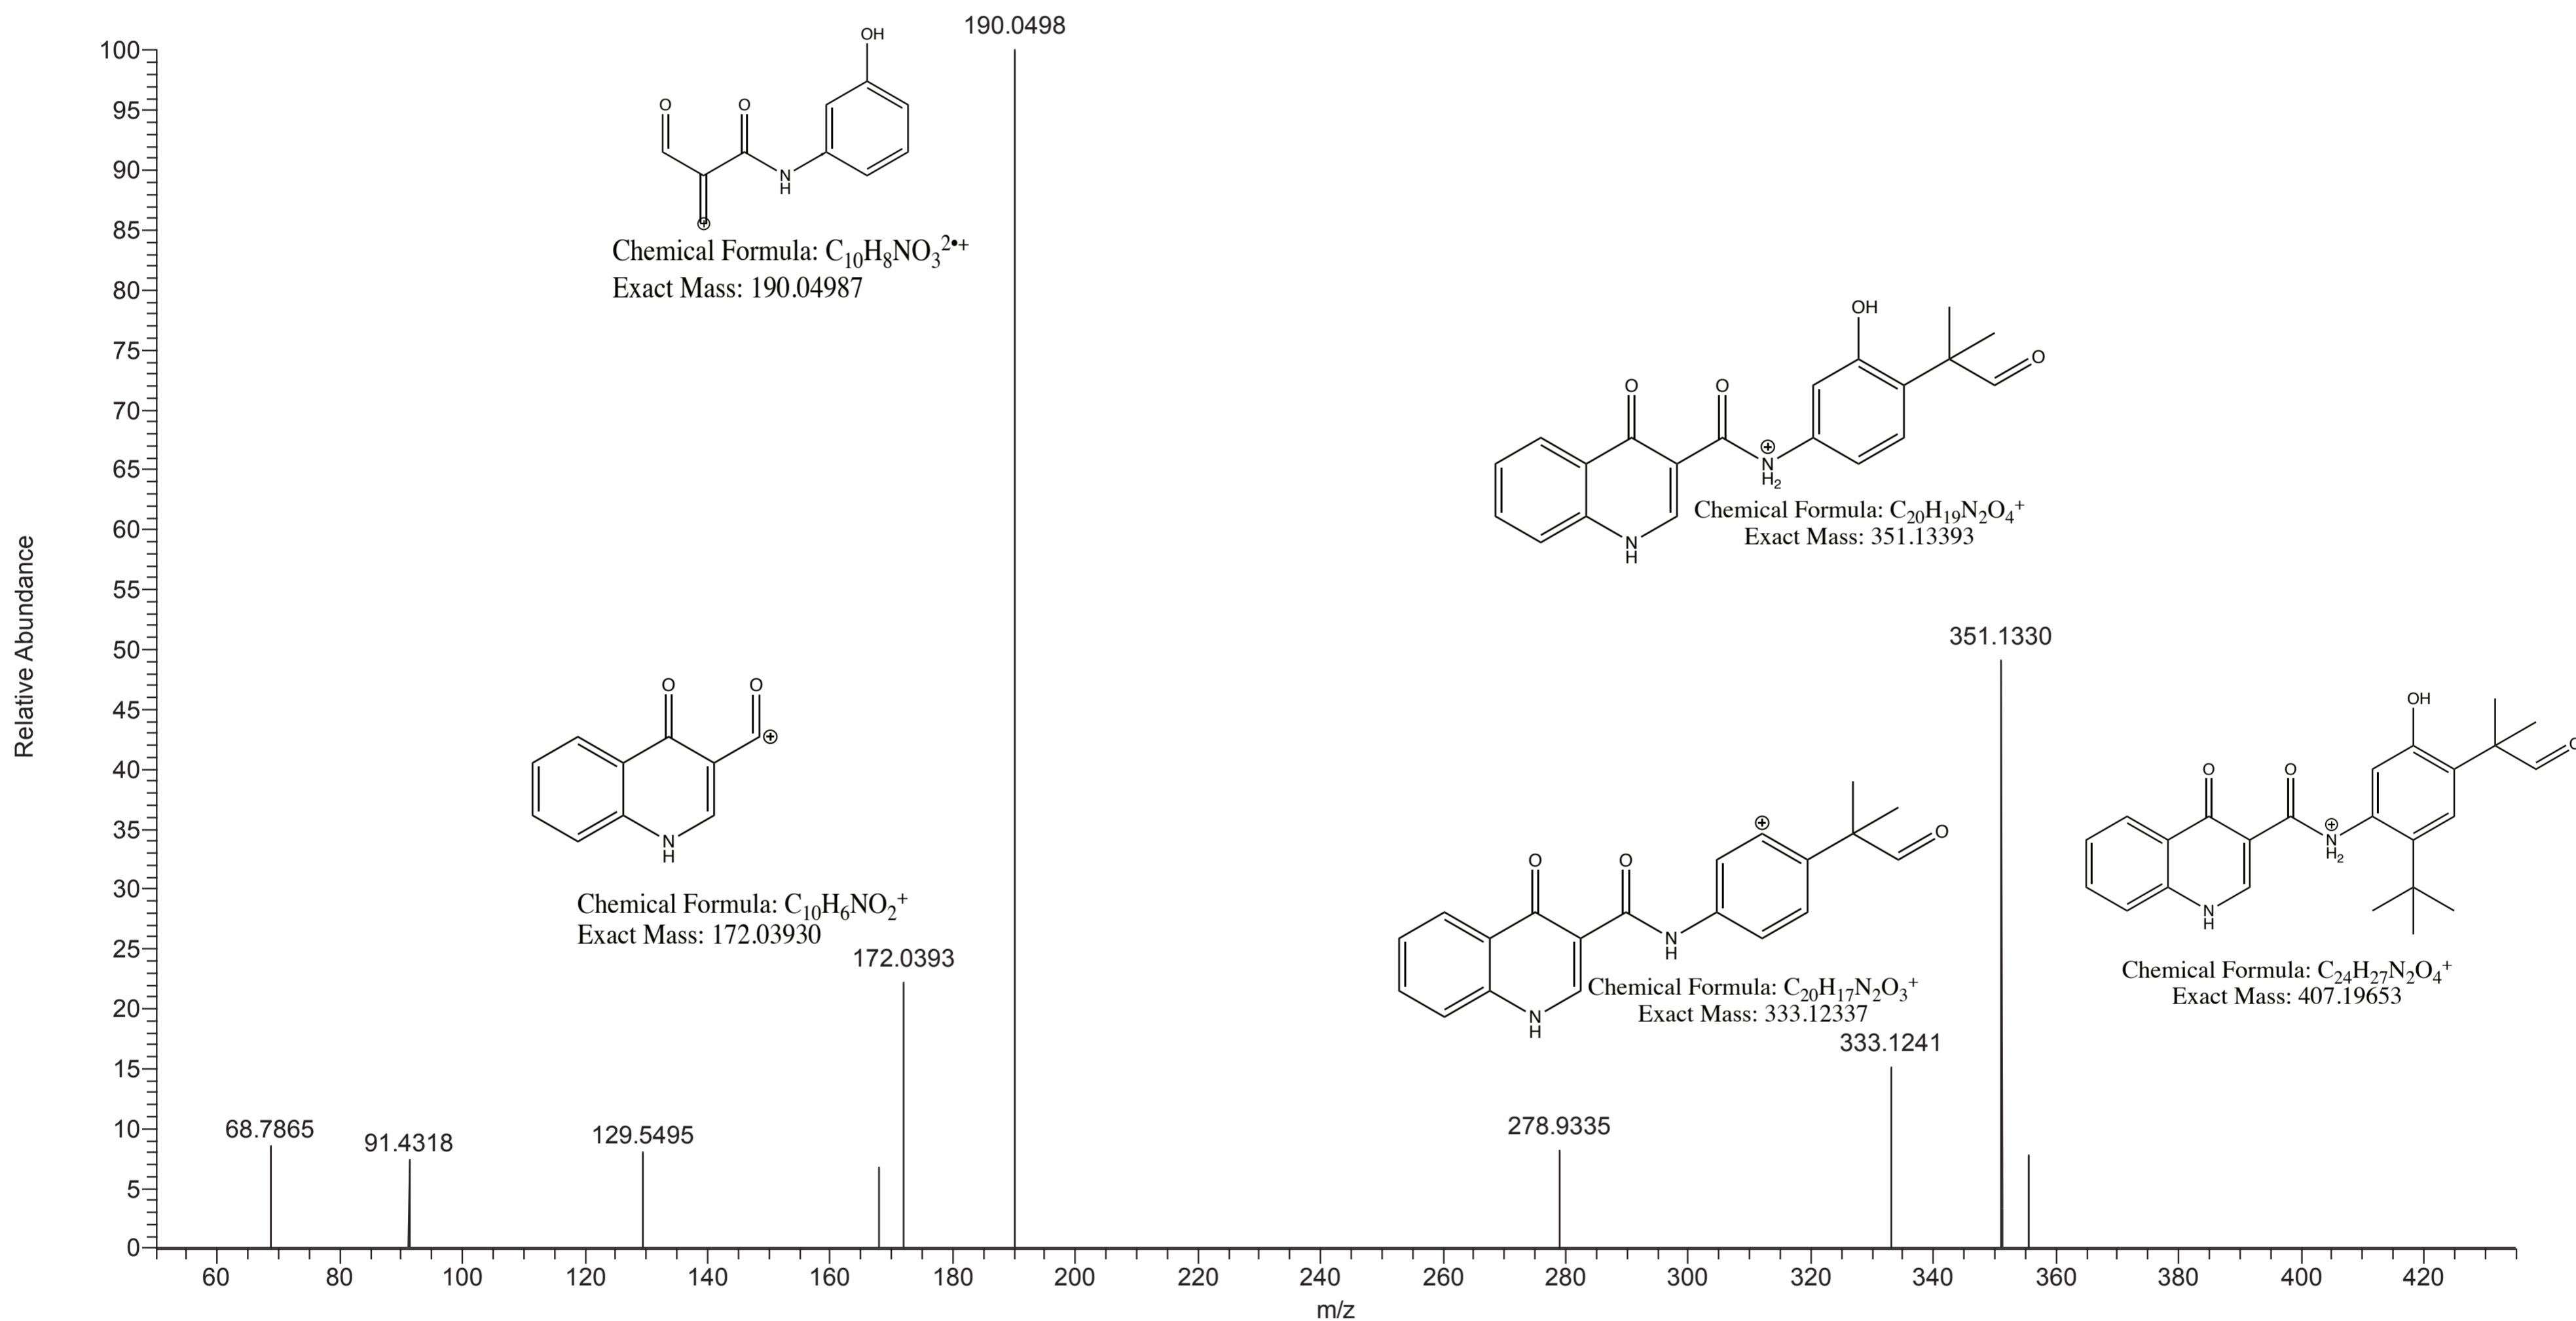 190.0498
100
95
90
85
80
75
70
65
60
55
50
45
40
35
30
25
20
15
10
5
0
Relative Abundance
OH
O
O
N
H
⊕
Chemical Formula: C₁₀H₈NO₃²•⁺
Exact Mass: 190.04987
OH
O
O
O
⊕
N
H₂
N
H
Chemical Formula: C₂₀H₁₉N₂O₄⁺
Exact Mass: 351.13393
351.1330
O
O
⊕
N
H
Chemical Formula: C₁₀H₆NO₂⁺
Exact Mass: 172.03930
172.0393
⊕
O
O
O
N
H
N
H
Chemical Formula: C₂₀H₁₇N₂O₃⁺
Exact Mass: 333.12337
333.1241
OH
O
O
O
⊕
N
H₂
N
H
Chemical Formula: C₂₄H₂₇N₂O₄⁺
Exact Mass: 407.19653
68.7865
91.4318
129.5495
278.9335
60 80 100 120 140 160 180 200 220 240 260 280 300 320 340 360 380 400 420
m/z